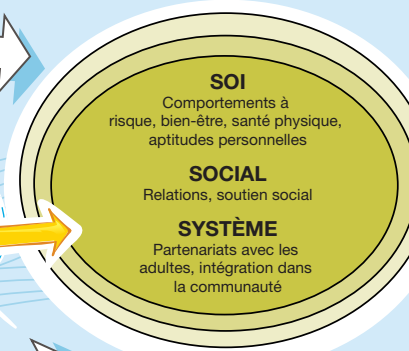 SOI
Comportements à
risque, bien-être, santé physique,
aptitudes personnelles
SOCIAL
Relations, soutien social
SYSTÈME
Partenariats avec les
adultes, intégration dans
la communauté